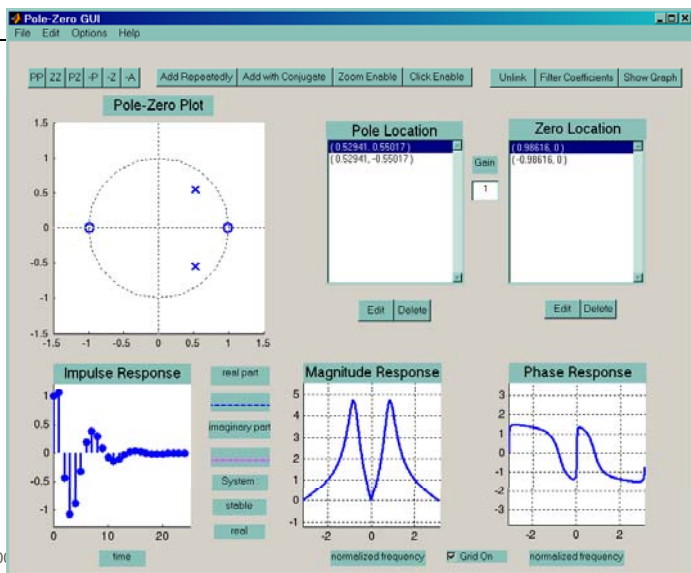 Pole-Zero GUI
File Edit Options Help
PP ZZ PZ -P -Z -A Add Repeatedly Add with Conjugate Zoom Enable Click Enable Unlink Filter Coefficients Show Graph
Pole-Zero Plot
1.5
1
0.5
0
-0.5
-1
-1.5
-1.5 -1 -0.5 0 0.5 1 1.5
Pole Location
( 0.52941, 0.55017 )
( 0.52941, -0.55017 )
Edit Delete
Gain
1
Zero Location
( 0.98616, 0 )
( -0.98616, 0 )
Edit Delete
Impulse Response
1
0.5
0
-0.5
-1
0 10 20
time
real part
imaginary part
System :
stable
real
Magnitude Response
5
4
3
2
1
0
-1
-2 0 2
normalized frequency
Grid On
Phase Response
3
2
1
0
-1
-2
-3
-2 0 2
normalized frequency